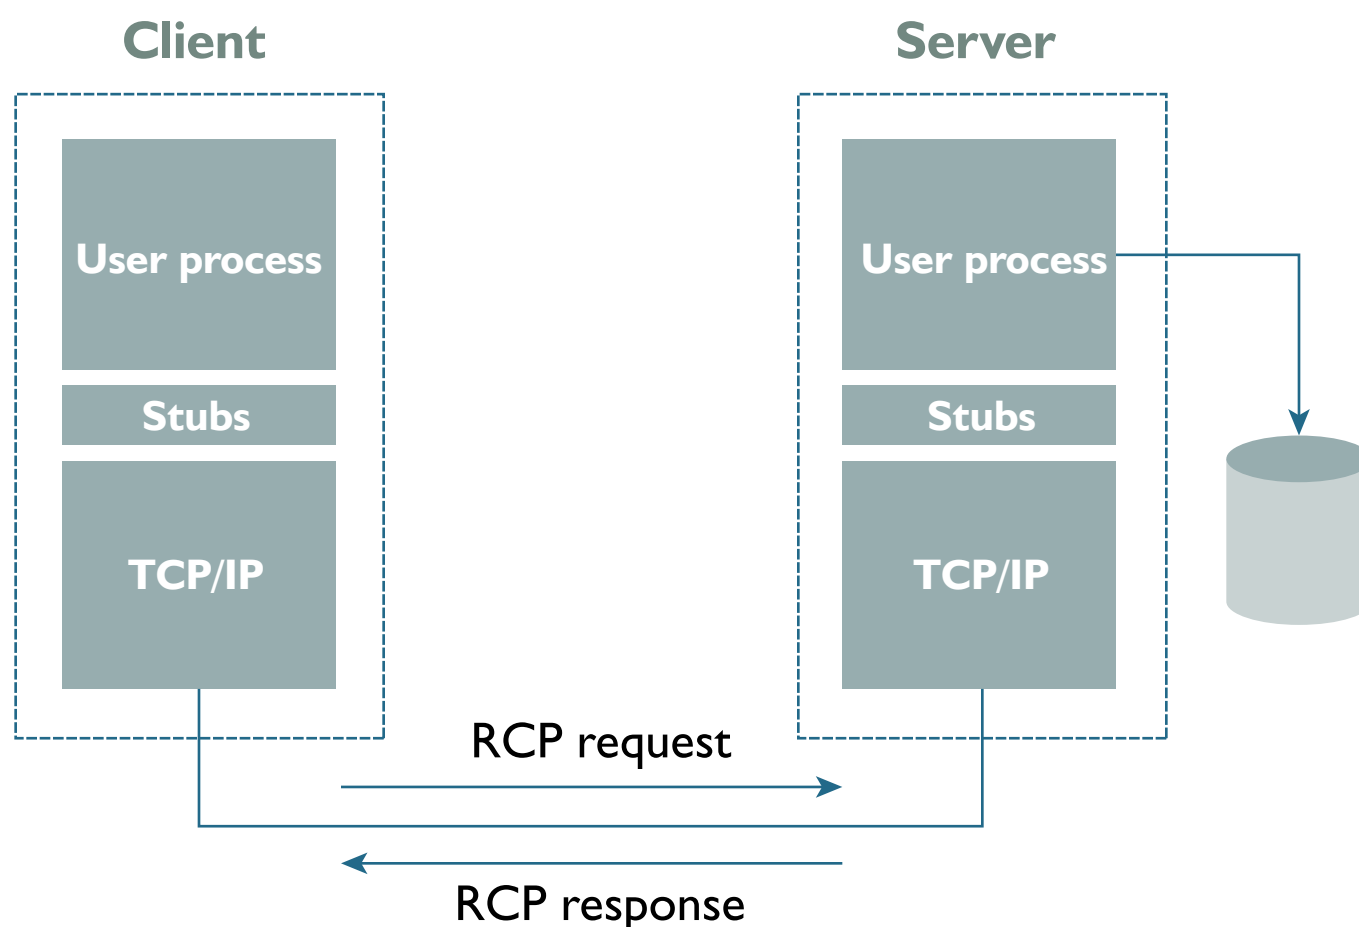 Client
Server
User process
User process
Stubs
Stubs
TCP/IP
TCP/IP
RCP request
RCP response